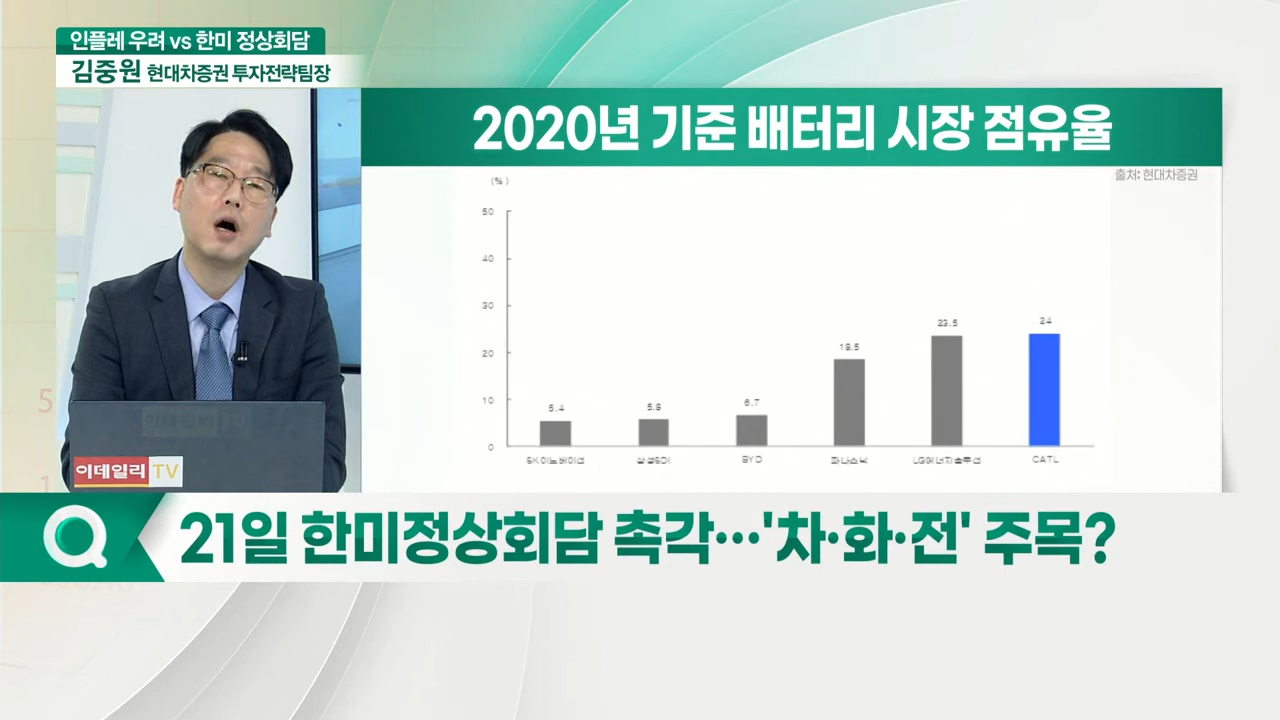 인플레 우려 vs 한미 정상회담
김중원 현대차증권 투자전략팀장
2020년 기준 배터리 시장 점유율
출처: 현대차증권
(%)
50
40
30
20
10
0
5.4
5.9
6.7
18.5
23.5
24
SK이노베이션
삼성SDI
BYD
파나소닉
LG에너지솔루션
CATL
이데일리TV
21일 한미정상회담 촉각…'차·화·전' 주목?